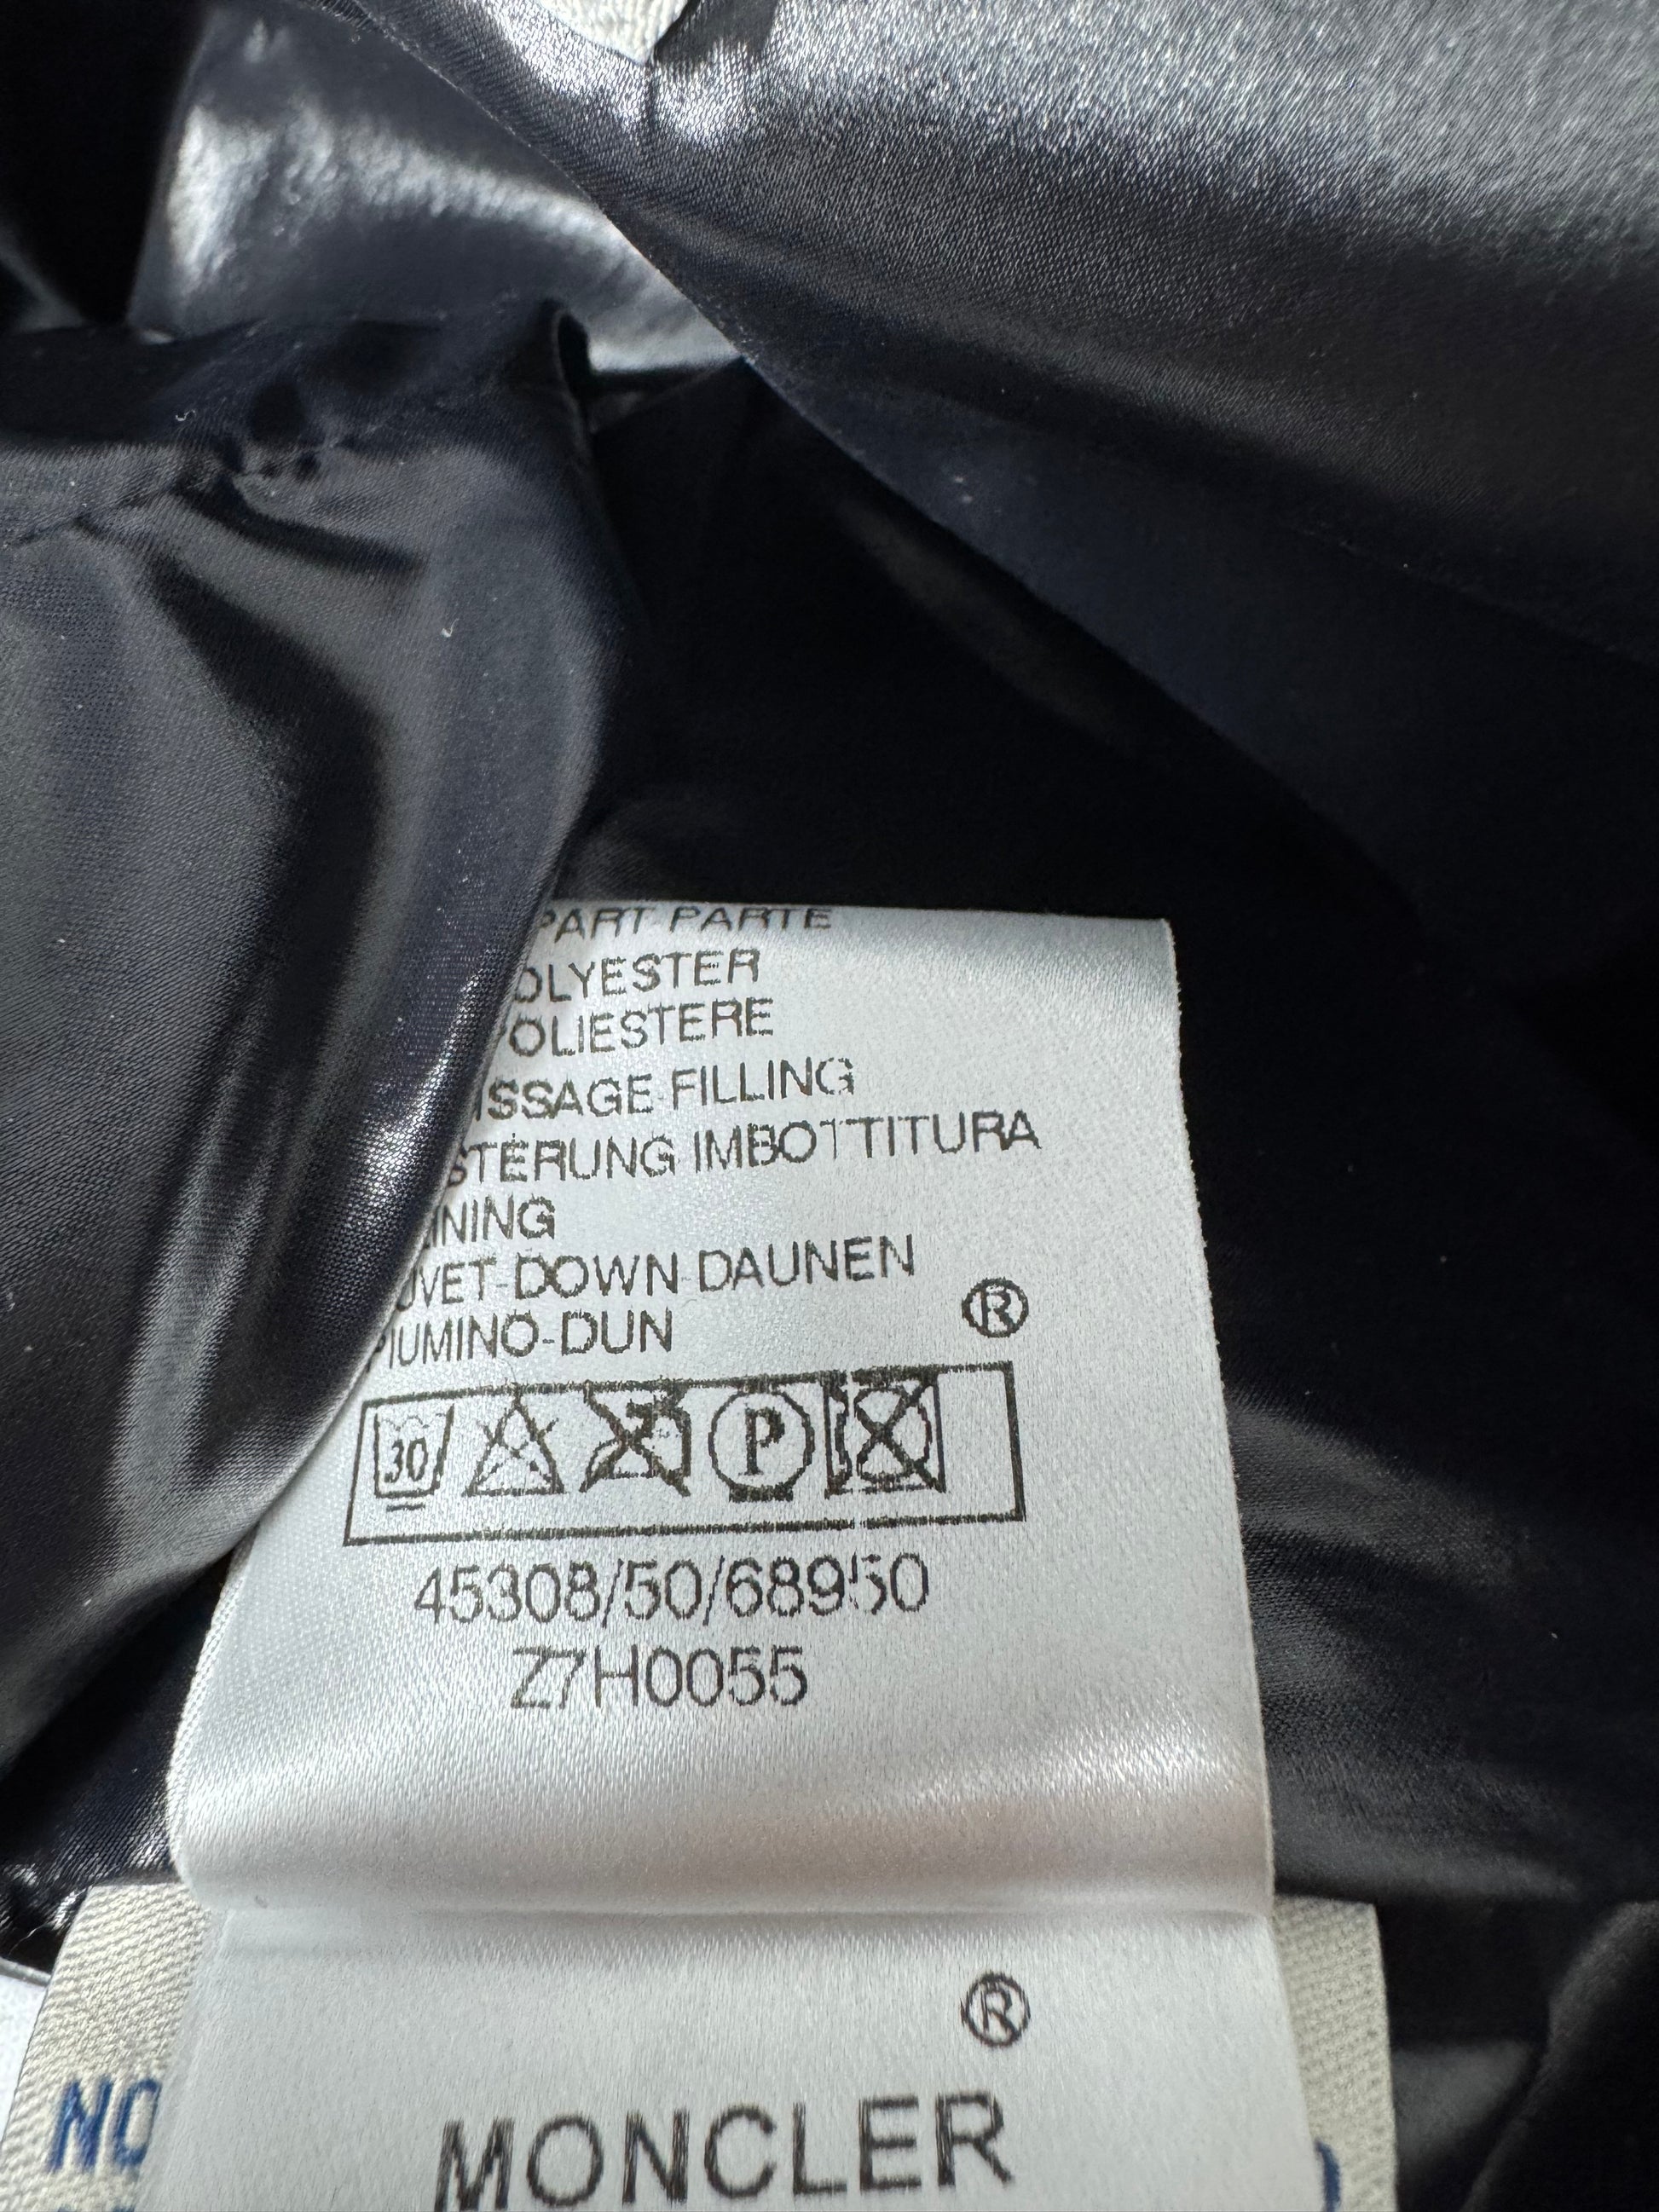 PART-PARTE
OLYESTER
POLIESTERE
ISSAGE-FILLING
STERUNG IMBOTTITURA
INING
UVET-DOWN-DAUNEN
PIUMINO-DUN
®
30 P
45308/50/68950
Z7H0055
®
MONCLER
NO